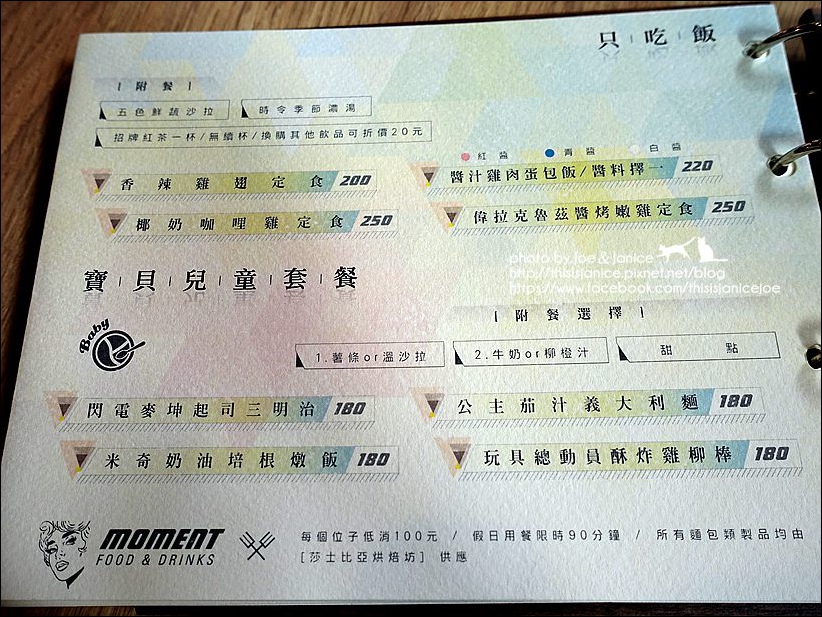 只 | 吃 | 飯
| 附 餐 |
五色鮮蔬沙拉
時令季節濃湯
招牌紅茶一杯/無續杯/換購其他飲品可折價20元
紅醬 青醬 白醬
香辣雞翅定食 200
醬汁雞肉蛋包飯/醬料擇一 220
椰奶咖哩雞定食 250
偉拉克魯茲醬烤嫩雞定食 250
photo by Joe & Janice
http://thisisjanice.pixnet.net/blog
https://www.facebook.com/thisisjanicejoe
寶 | 貝 | 兒 | 童 | 套 | 餐
Baby
| 附餐選擇 |
1.薯條or溫沙拉
2.牛奶or柳橙汁
甜點
閃電麥坤起司三明治 180
公主茄汁義大利麵 180
米奇奶油培根燉飯 180
玩具總動員酥炸雞柳棒 180
MOMENT
FOOD & DRINKS
每個位子低消100元 / 假日用餐限時90分鐘 / 所有麵包類製品均由
[莎士比亞烘焙坊] 供應